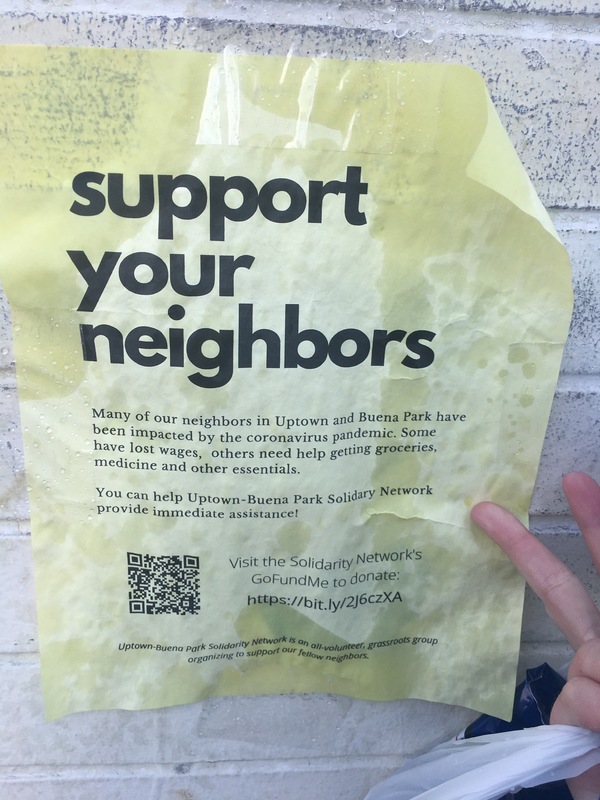 support
your
neighbors
Many of our neighbors in Uptown and Buena Park have
been impacted by the coronavirus pandemic. Some
have lost wages, others need help getting groceries,
medicine and other essentials.
You can help Uptown-Buena Park Solidary Network
provide immediate assistance!
Visit the Solidarity Network's
GoFundMe to donate:
https://bit.ly/2J6czXA
Uptown-Buena Park Solidarity Network is an all-volunteer, grassroots group
organizing to support our fellow neighbors.